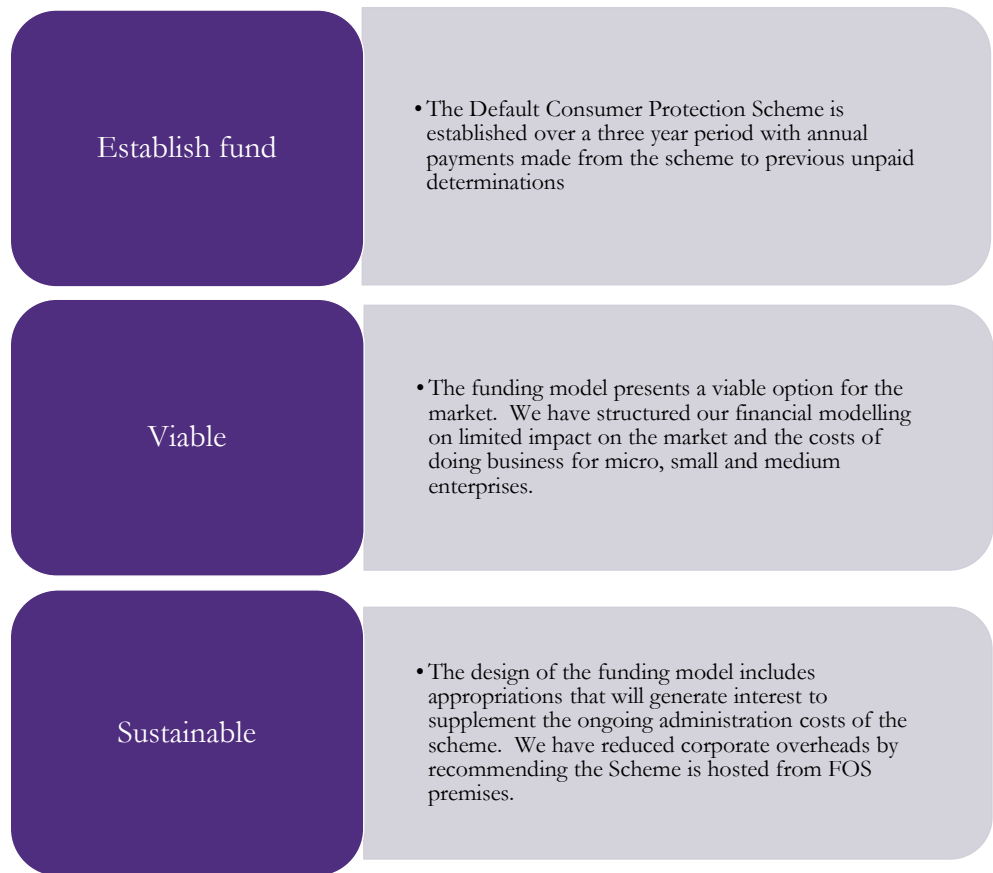 Establish fund
• The Default Consumer Protection Scheme is
established over a three year period with annual
payments made from the scheme to previous unpaid
determinations
Viable
• The funding model presents a viable option for the
market.  We have structured our financial modelling
on limited impact on the market and the costs of
doing business for micro, small and medium
enterprises.
Sustainable
• The design of the funding model includes
appropriations that will generate interest to
supplement the ongoing administration costs of the
scheme.  We have reduced corporate overheads by
recommending the Scheme is hosted from FOS
premises.